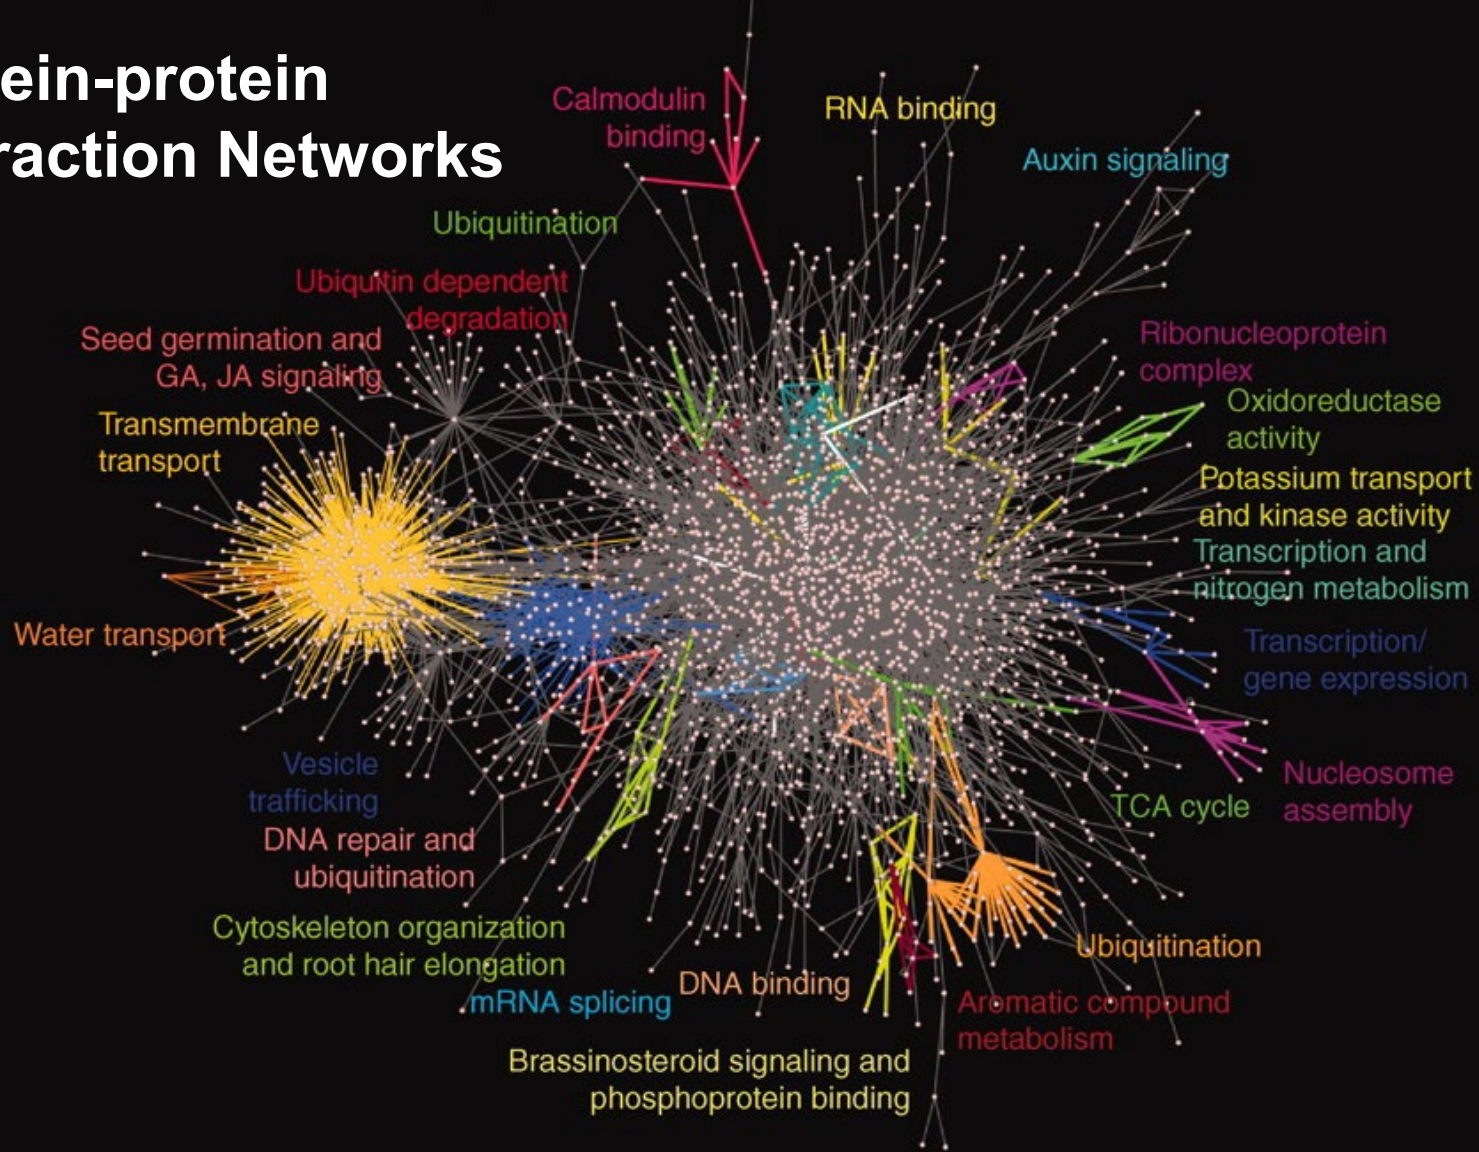 ein-protein
raction Networks
Calmodulin
binding
RNA binding
Auxin signaling
Ubiquitination
Ubiquitin dependent
degradation
Seed germination and
GA, JA signaling
Ribonucleoprotein
complex
Transmembrane
transport
Oxidoreductase
activity
Potassium transport
and kinase activity
Transcription and
nitrogen metabolism
Water transport
Transcription/
gene expression
Vesicle
trafficking
Nucleosome
assembly
TCA cycle
DNA repair and
ubiquitination
Cytoskeleton organization
and root hair elongation
Ubiquitination
mRNA splicing
DNA binding
Aromatic compound
metabolism
Brassinosteroid signaling and
phosphoprotein binding